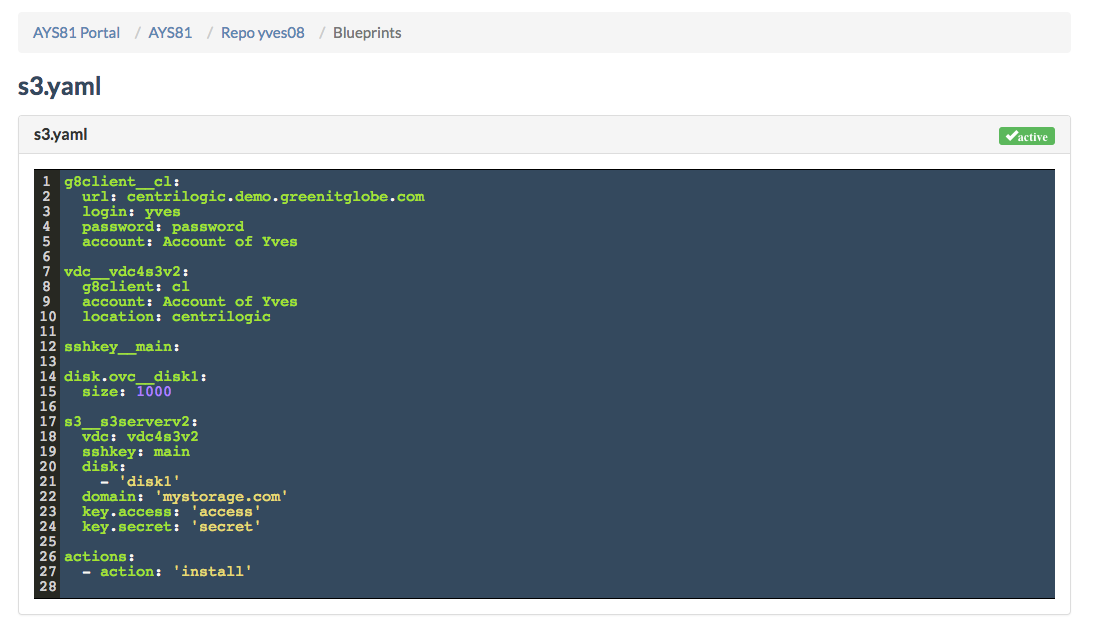 AYS81 Portal / AYS81 / Repo yves08 / Blueprints
s3.yaml
s3.yaml
active
1 g8client__cl:
2   url: centrilogic.demo.greenitglobe.com
3   login: yves
4   password: password
5   account: Account of Yves
6
7 vdc__vdc4s3v2:
8   g8client: cl
9   account: Account of Yves
10   location: centrilogic
11
12 sshkey__main:
13
14 disk.ovc__disk1:
15   size: 1000
16
17 s3__s3serverv2:
18   vdc: vdc4s3v2
19   sshkey: main
20   disk:
21     - 'disk1'
22   domain: 'mystorage.com'
23   key.access: 'access'
24   key.secret: 'secret'
25
26 actions:
27   - action: 'install'
28